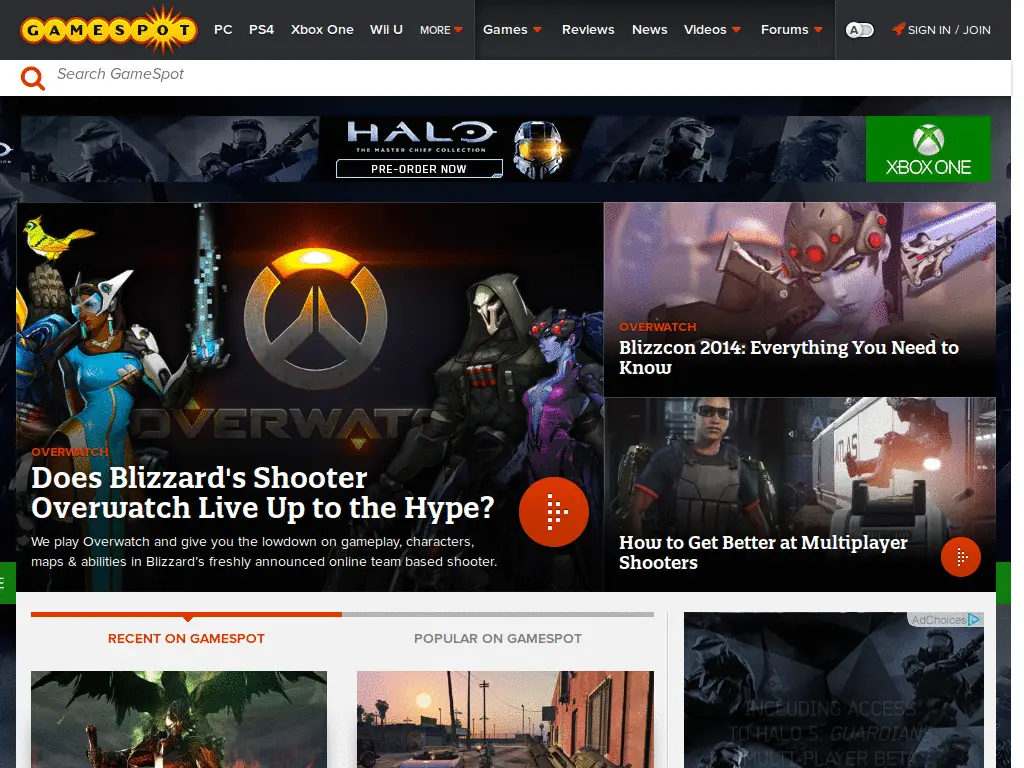 GAMESPOT
PC PS4 Xbox One Wii U MORE Games Reviews News Videos Forums A SIGN IN / JOIN
Search GameSpot
HALO
THE MASTER CHIEF COLLECTION
PRE-ORDER NOW
XBOX ONE
OVERWATCH
Blizzcon 2014: Everything You Need to
Know
OVERWATCH
Does Blizzard's Shooter
Overwatch Live Up to the Hype?
We play Overwatch and give you the lowdown on gameplay, characters,
maps & abilities in Blizzard's freshly announced online team based shooter.
ATLAS
How to Get Better at Multiplayer
Shooters
RECENT ON GAMESPOT
POPULAR ON GAMESPOT
AdChoices
INCLUDING ACCESS
TO HALO 5: GUARDIANS
MULTI-PLAYER BETA